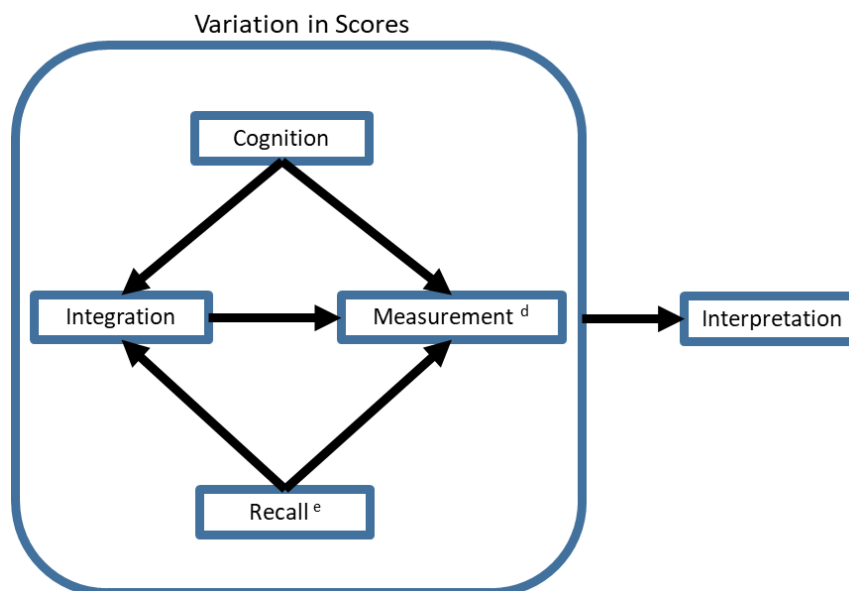 Variation in Scores
Cognition
Integration
Measurement d
Interpretation
Recall e